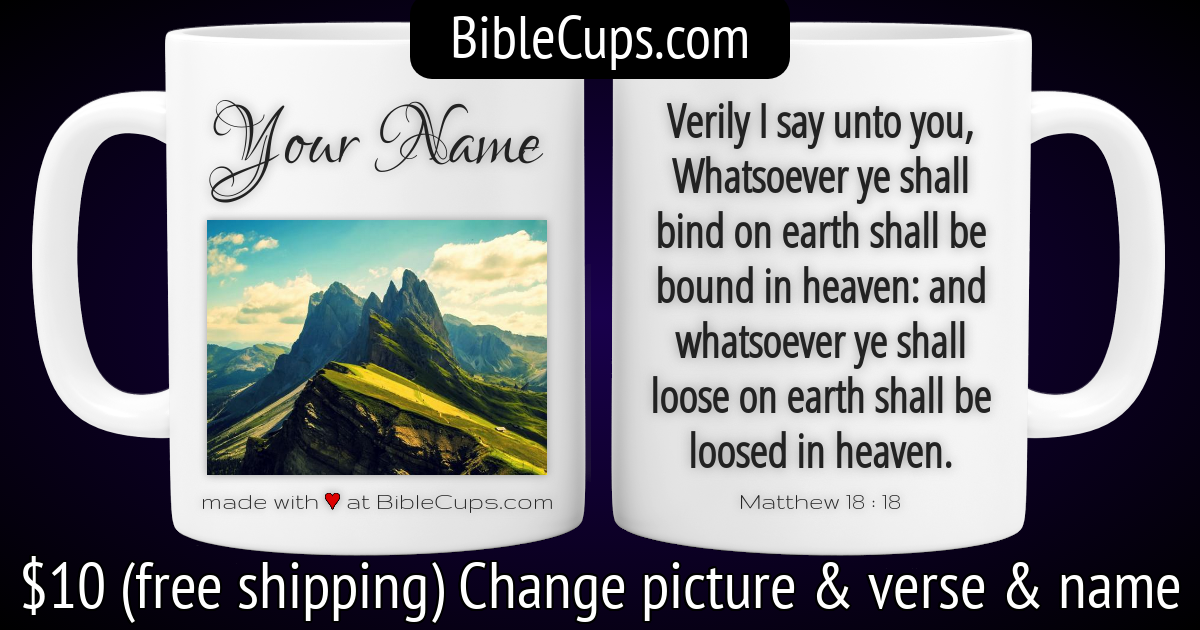 BibleCups.com
Your Name
made with ♥ at BibleCups.com
Verily I say unto you,
Whatsoever ye shall
bind on earth shall be
bound in heaven: and
whatsoever ye shall
loose on earth shall be
loosed in heaven.
Matthew 18 : 18
$10 (free shipping) Change picture & verse & name